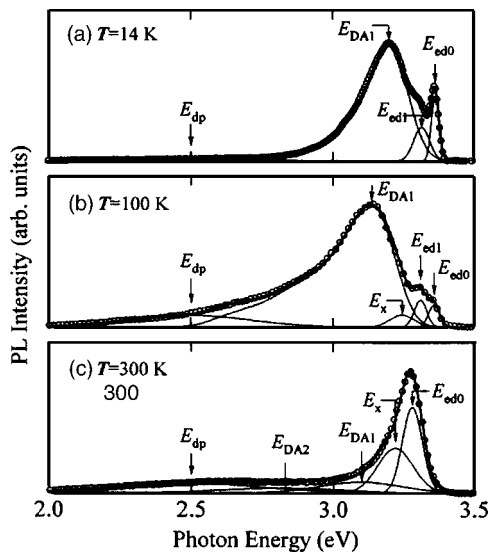 (a) T=14 K
E_DA1
E_ed0
E_ed1
E_dp
(b) T=100 K
E_DA1
E_dp
E_ed1
E_ed0
E_x
(c) T=300 K
300
E_x
E_ed0
E_dp
E_DA2
E_DA1
2.0 2.5 3.0 3.5
Photon Energy (eV)
PL Intensity (arb. units)